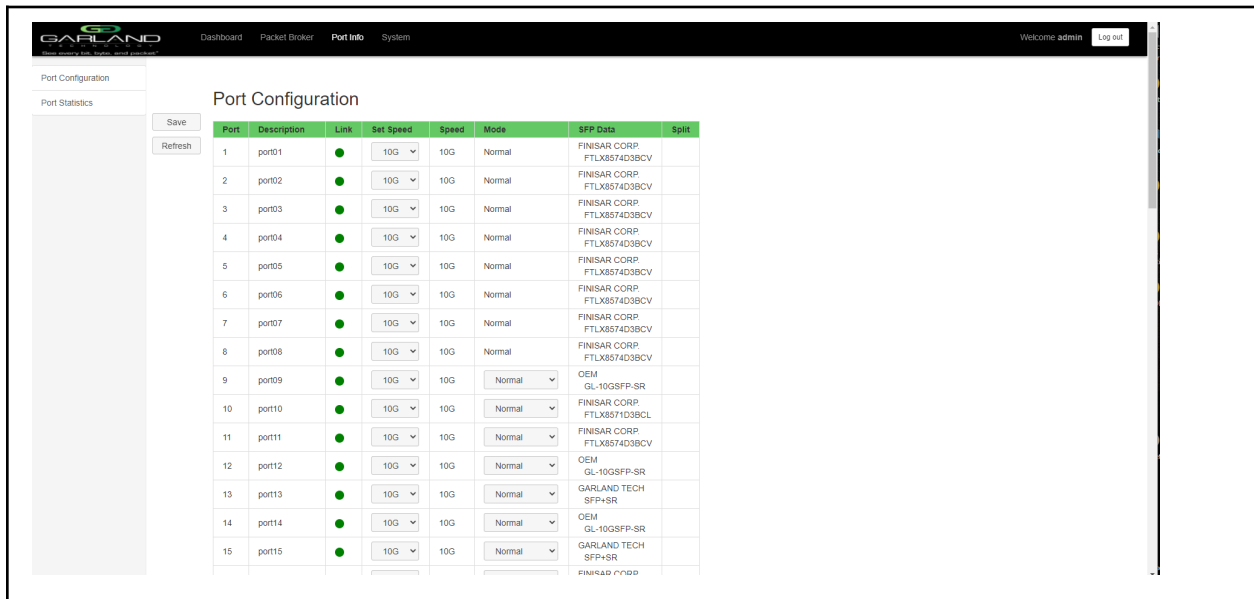 GARLAND
TECHNOLOGY
See every bit, byte, and packet®
Dashboard Packet Broker Port Info System
Welcome admin Log out
Port Configuration
Port Statistics
Save
Refresh
Port Configuration
Port Description Link Set Speed Speed Mode SFP Data Split
1 port01 10G 10G Normal FINISAR CORP.
FTLX8574D3BCV
2 port02 10G 10G Normal FINISAR CORP.
FTLX8574D3BCV
3 port03 10G 10G Normal FINISAR CORP.
FTLX8574D3BCV
4 port04 10G 10G Normal FINISAR CORP.
FTLX8574D3BCV
5 port05 10G 10G Normal FINISAR CORP.
FTLX8574D3BCV
6 port06 10G 10G Normal FINISAR CORP.
FTLX8574D3BCV
7 port07 10G 10G Normal FINISAR CORP.
FTLX8574D3BCV
8 port08 10G 10G Normal FINISAR CORP.
FTLX8574D3BCV
9 port09 10G 10G Normal OEM
GL-10GSFP-SR
10 port10 10G 10G Normal FINISAR CORP.
FTLX8571D3BCL
11 port11 10G 10G Normal FINISAR CORP.
FTLX8574D3BCV
12 port12 10G 10G Normal OEM
GL-10GSFP-SR
13 port13 10G 10G Normal GARLAND TECH
SFP+SR
14 port14 10G 10G Normal OEM
GL-10GSFP-SR
15 port15 10G 10G Normal GARLAND TECH
SFP+SR
FINISAR CORP.